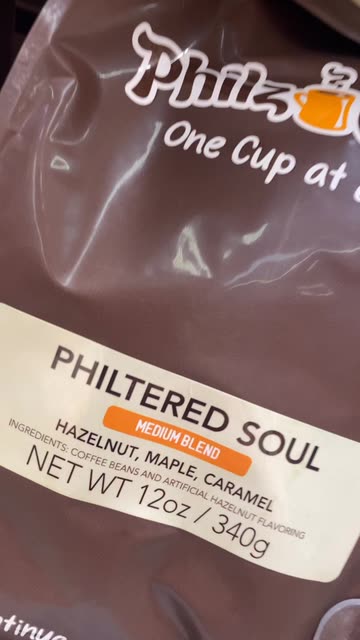 Philz
One Cup at
PHILTERED SOUL
MEDIUM BLEND
HAZELNUT, MAPLE, CARAMEL
INGREDIENTS: COFFEE BEANS AND ARTIFICIAL HAZELNUT FLAVORING
NET WT 12oz / 340g